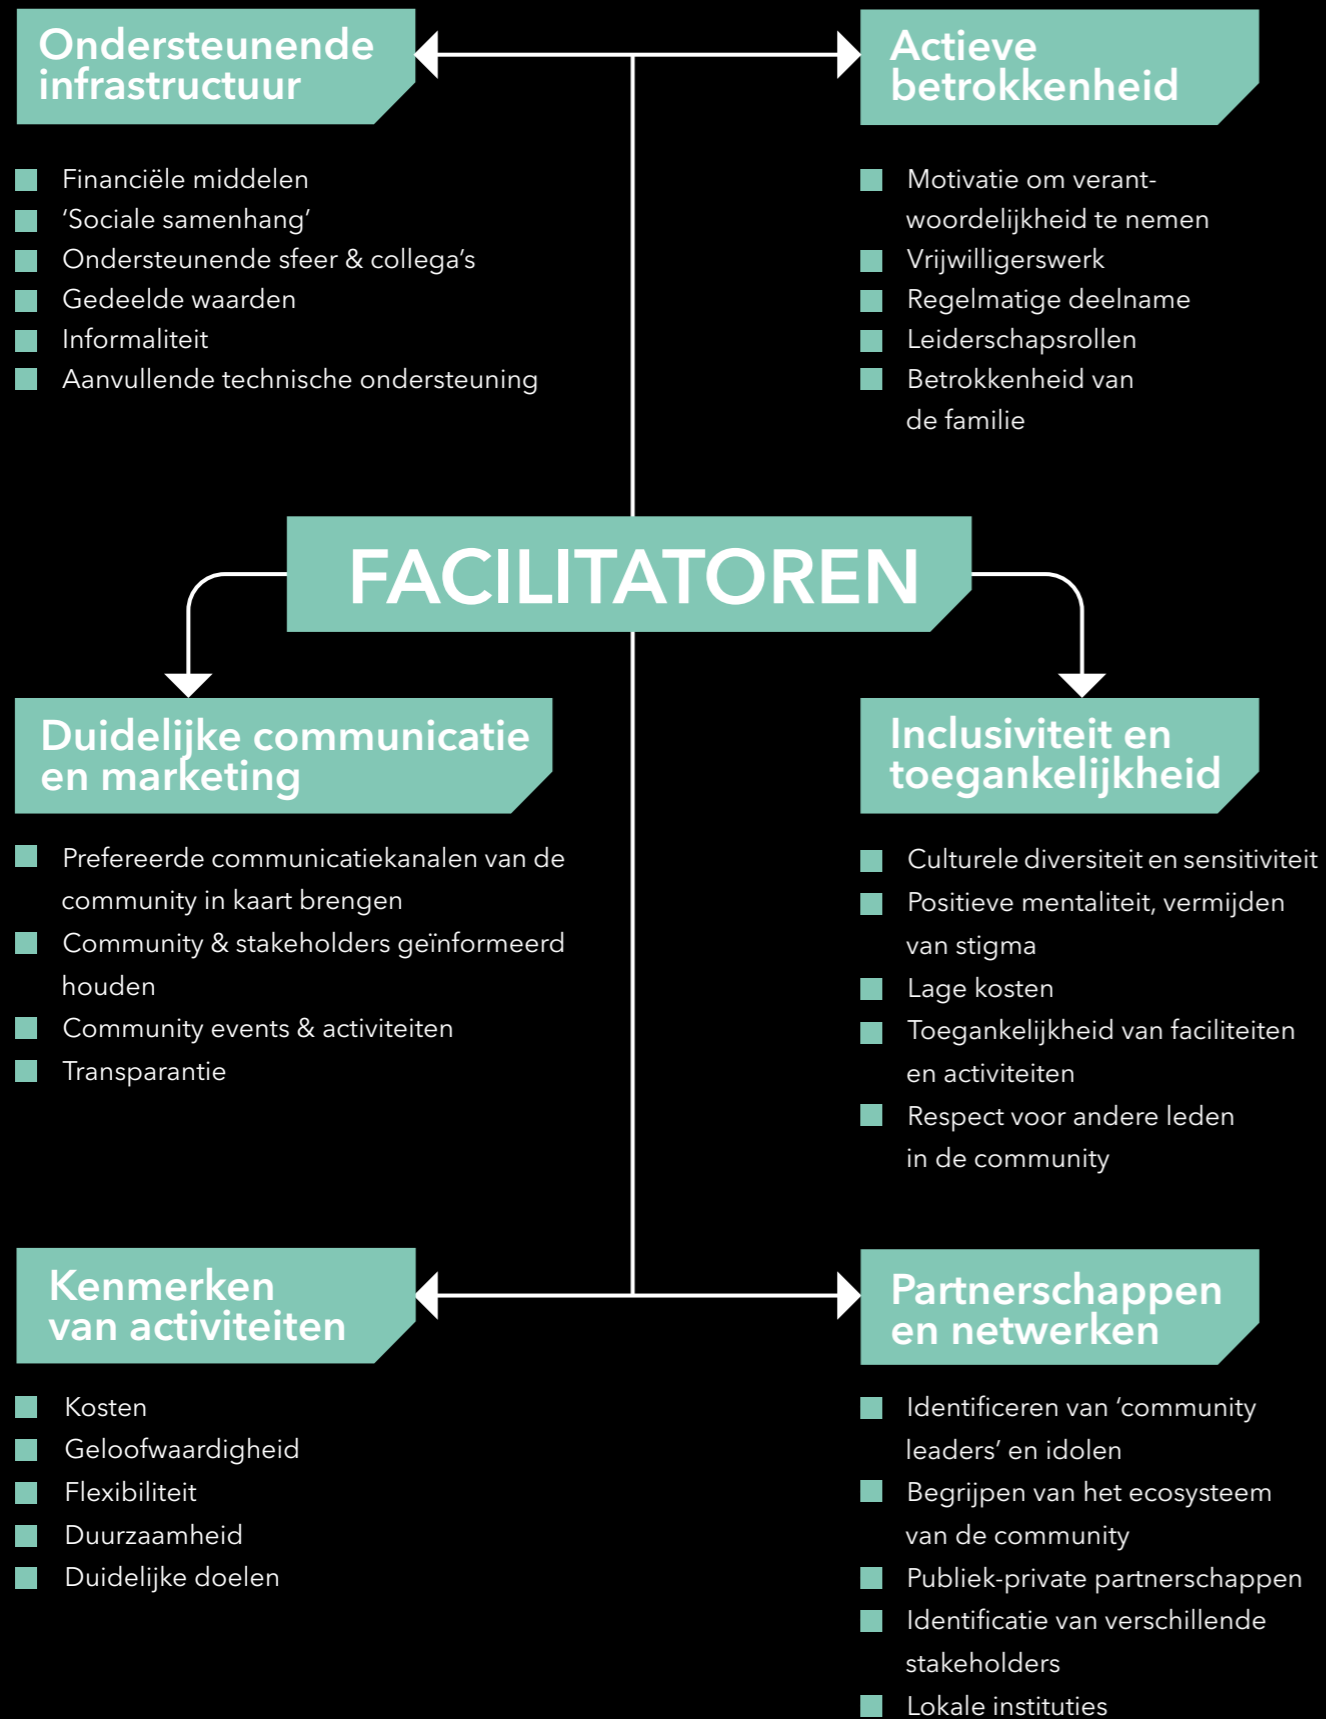 Ondersteunende
infrastructuur
Financiële middelen
‘Sociale samenhang’
Ondersteunende sfeer & collega’s
Gedeelde waarden
Informaliteit
Aanvullende technische ondersteuning
Actieve
betrokkenheid
Motivatie om verant-
woordelijkheid te nemen
Vrijwilligerswerk
Regelmatige deelname
Leiderschapsrollen
Betrokkenheid van
de familie
FACILITATOREN
Duidelijke communicatie
en marketing
Prefereerde communicatiekanalen van de
community in kaart brengen
Community & stakeholders geïnformeerd
houden
Community events & activiteiten
Transparantie
Inclusiviteit en
toegankelijkheid
Culturele diversiteit en sensitiviteit
Positieve mentaliteit, vermijden
van stigma
Lage kosten
Toegankelijkheid van faciliteiten
en activiteiten
Respect voor andere leden
in de community
Kenmerken
van activiteiten
Kosten
Geloofwaardigheid
Flexibiliteit
Duurzaamheid
Duidelijke doelen
Partnerschappen
en netwerken
Identificeren van ‘community
leaders’ en idolen
Begrijpen van het ecosysteem
van de community
Publiek-private partnerschappen
Identificatie van verschillende
stakeholders
Lokale instituties